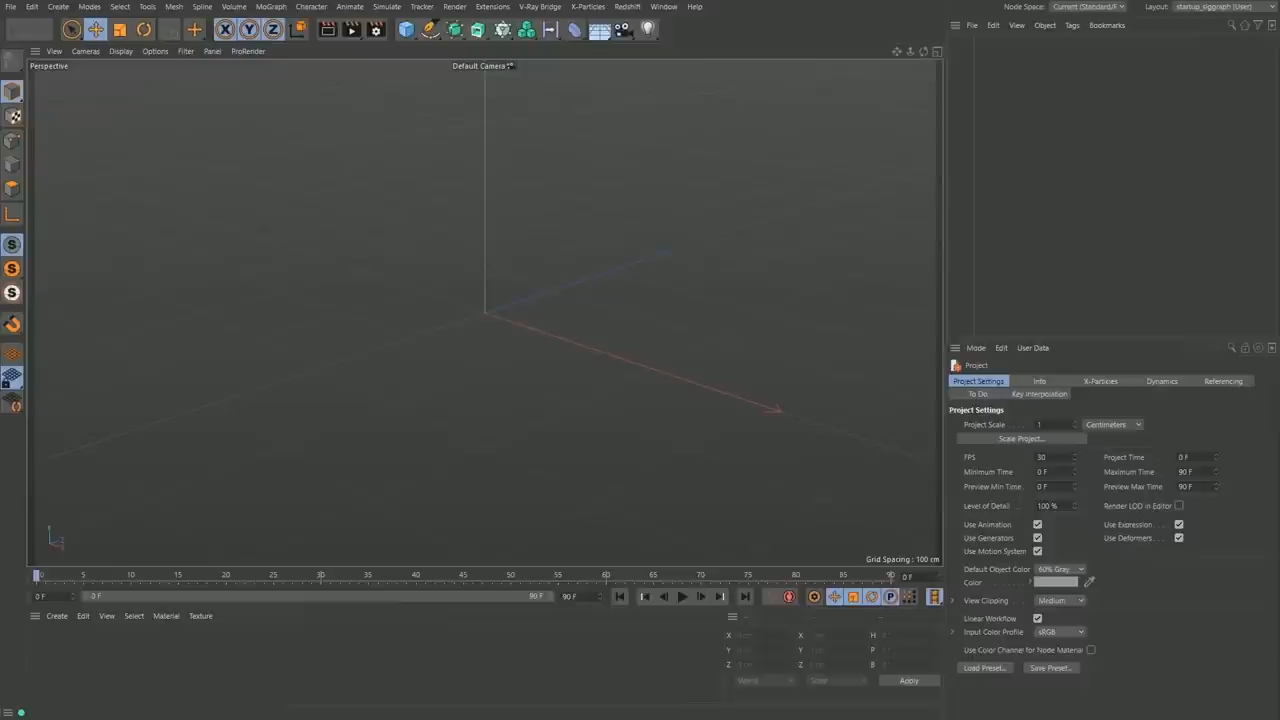 File Edit Create Modes Select Tools Mesh Spline Volume MoGraph Character Animate Simulate Tracker Render Extensions V-Ray Bridge X-Particles Redshift Window Help Node Space: Current (Standard/P Layout: startup_siggraph (User)
X Y Z
File Edit View Object Tags Bookmarks
View Cameras Display Options Filter Panel ProRender
Perspective
Default Camera
S
S
S
Grid Spacing : 100 cm
0 5 10 15 20 25 30 35 40 45 50 55 60 65 70 75 80 85 90 0 F
0 F 0 F 90 F 90 F P
Create Edit View Select Material Texture
X X H
Y Y P
Z Z B
World Scale Apply
Mode Edit User Data
Project
Project Settings Info X-Particles Dynamics Referencing
To Do Key Interpolation
Project Settings
Project Scale 1 Centimeters
Scale Project...
FPS 30 Project Time 0 F
Minimum Time 0 F Maximum Time 90 F
Preview Min Time 0 F Preview Max Time 90 F
Level of Detail 100 % Render LOD in Editor
Use Animation Use Expression
Use Generators Use Deformers
Use Motion System
Default Object Color 60% Gray
Color
View Clipping Medium
Linear Workflow
Input Color Profile sRGB
Use Color Channel for Node Material
Load Preset... Save Preset...